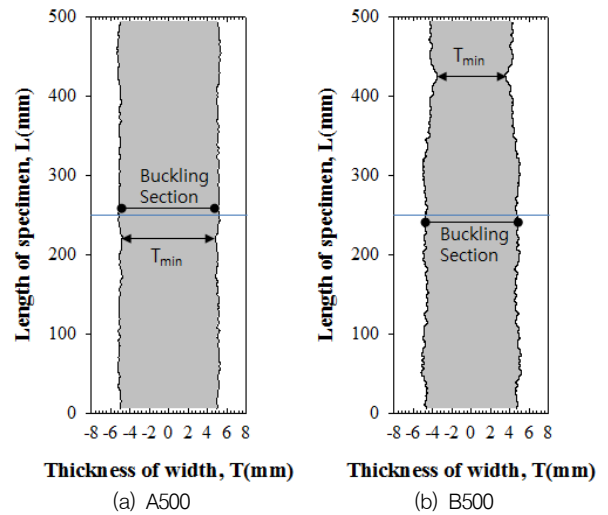 500
400
300
200
100
0
Length of specimen, L(mm)
T min
Buckling
Section
-8 -6 -4 -2 0 2 4 6 8
Thickness of width, T(mm)
(a) A500
500
400
300
200
100
0
Length of specimen, L(mm)
T min
Buckling
Section
-8 -6 -4 -2 0 2 4 6 8
Thickness of width, T(mm)
(b) B500